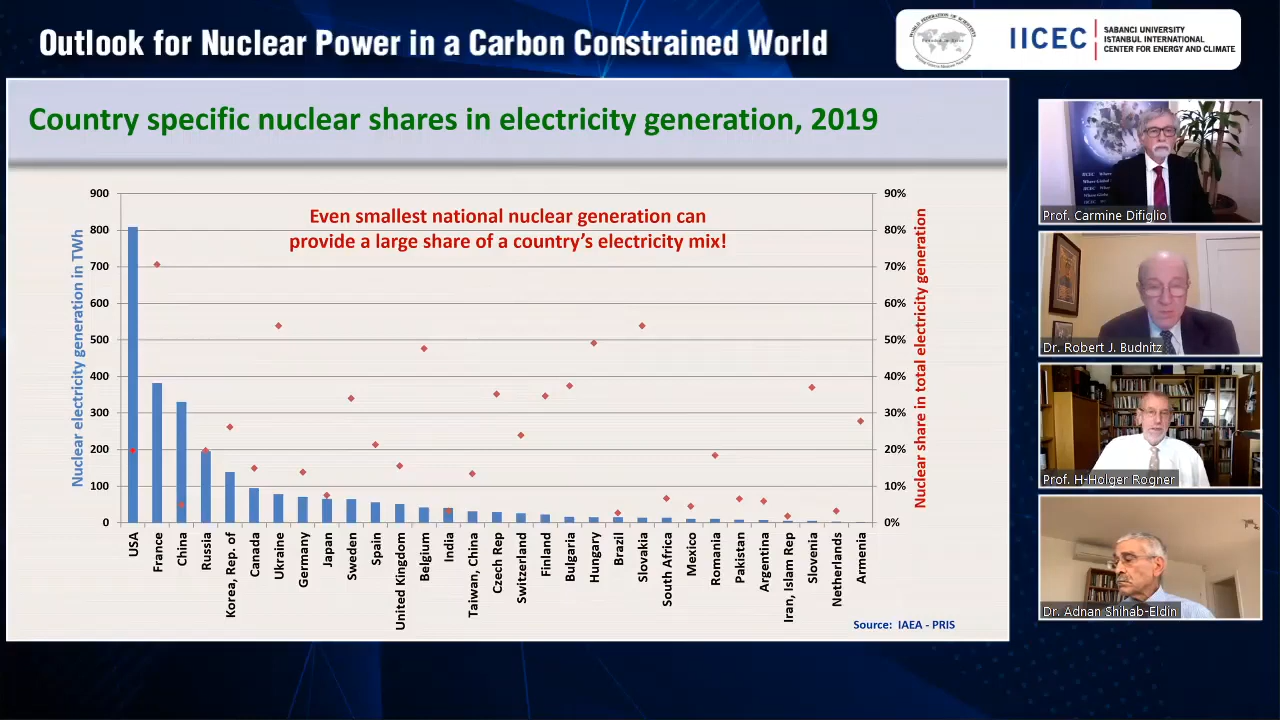 Outlook for Nuclear Power in a Carbon Constrained World
IICEC
SABANCI UNIVERSITY
ISTANBUL INTERNATIONAL
CENTER FOR ENERGY AND CLIMATE
Country specific nuclear shares in electricity generation, 2019
Even smallest national nuclear generation can
provide a large share of a country's electricity mix!
Nuclear electricity generation in TWh
900
800
700
600
500
400
300
200
100
0
90%
80%
70%
60%
50%
40%
30%
20%
10%
0%
Nuclear share in total electricity generation
USA
France
China
Russia
Korea, Rep. of
Canada
Ukraine
Germany
Japan
Sweden
Spain
United Kingdom
Belgium
India
Taiwan, China
Czech Rep
Switzerland
Finland
Bulgaria
Hungary
Brazil
Slovakia
South Africa
Mexico
Romania
Pakistan
Argentina
Iran, Islam Rep
Slovenia
Netherlands
Armenia
Source: IAEA - PRIS
Prof. Carmine Difiglio
Dr. Robert J. Budnitz
Prof. H-Holger Rogner
Dr. Adnan Shihab-Eldin